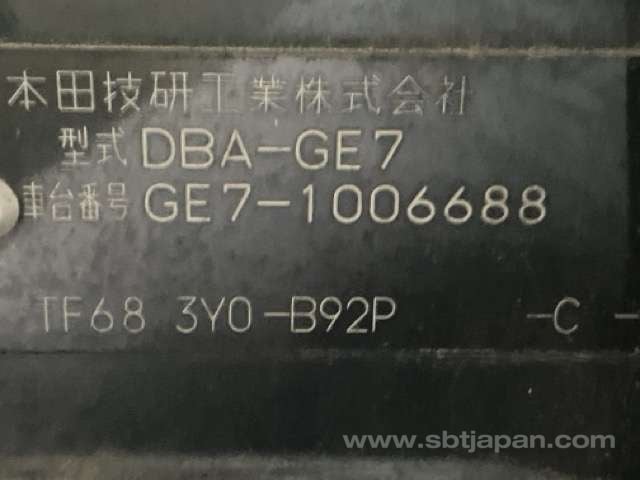 本田技研工業株式会社
型式 DBA-GE7
車台番号 GE7-1006688
TF68 3Y0-B92P -C -
www.sbtjapan.com